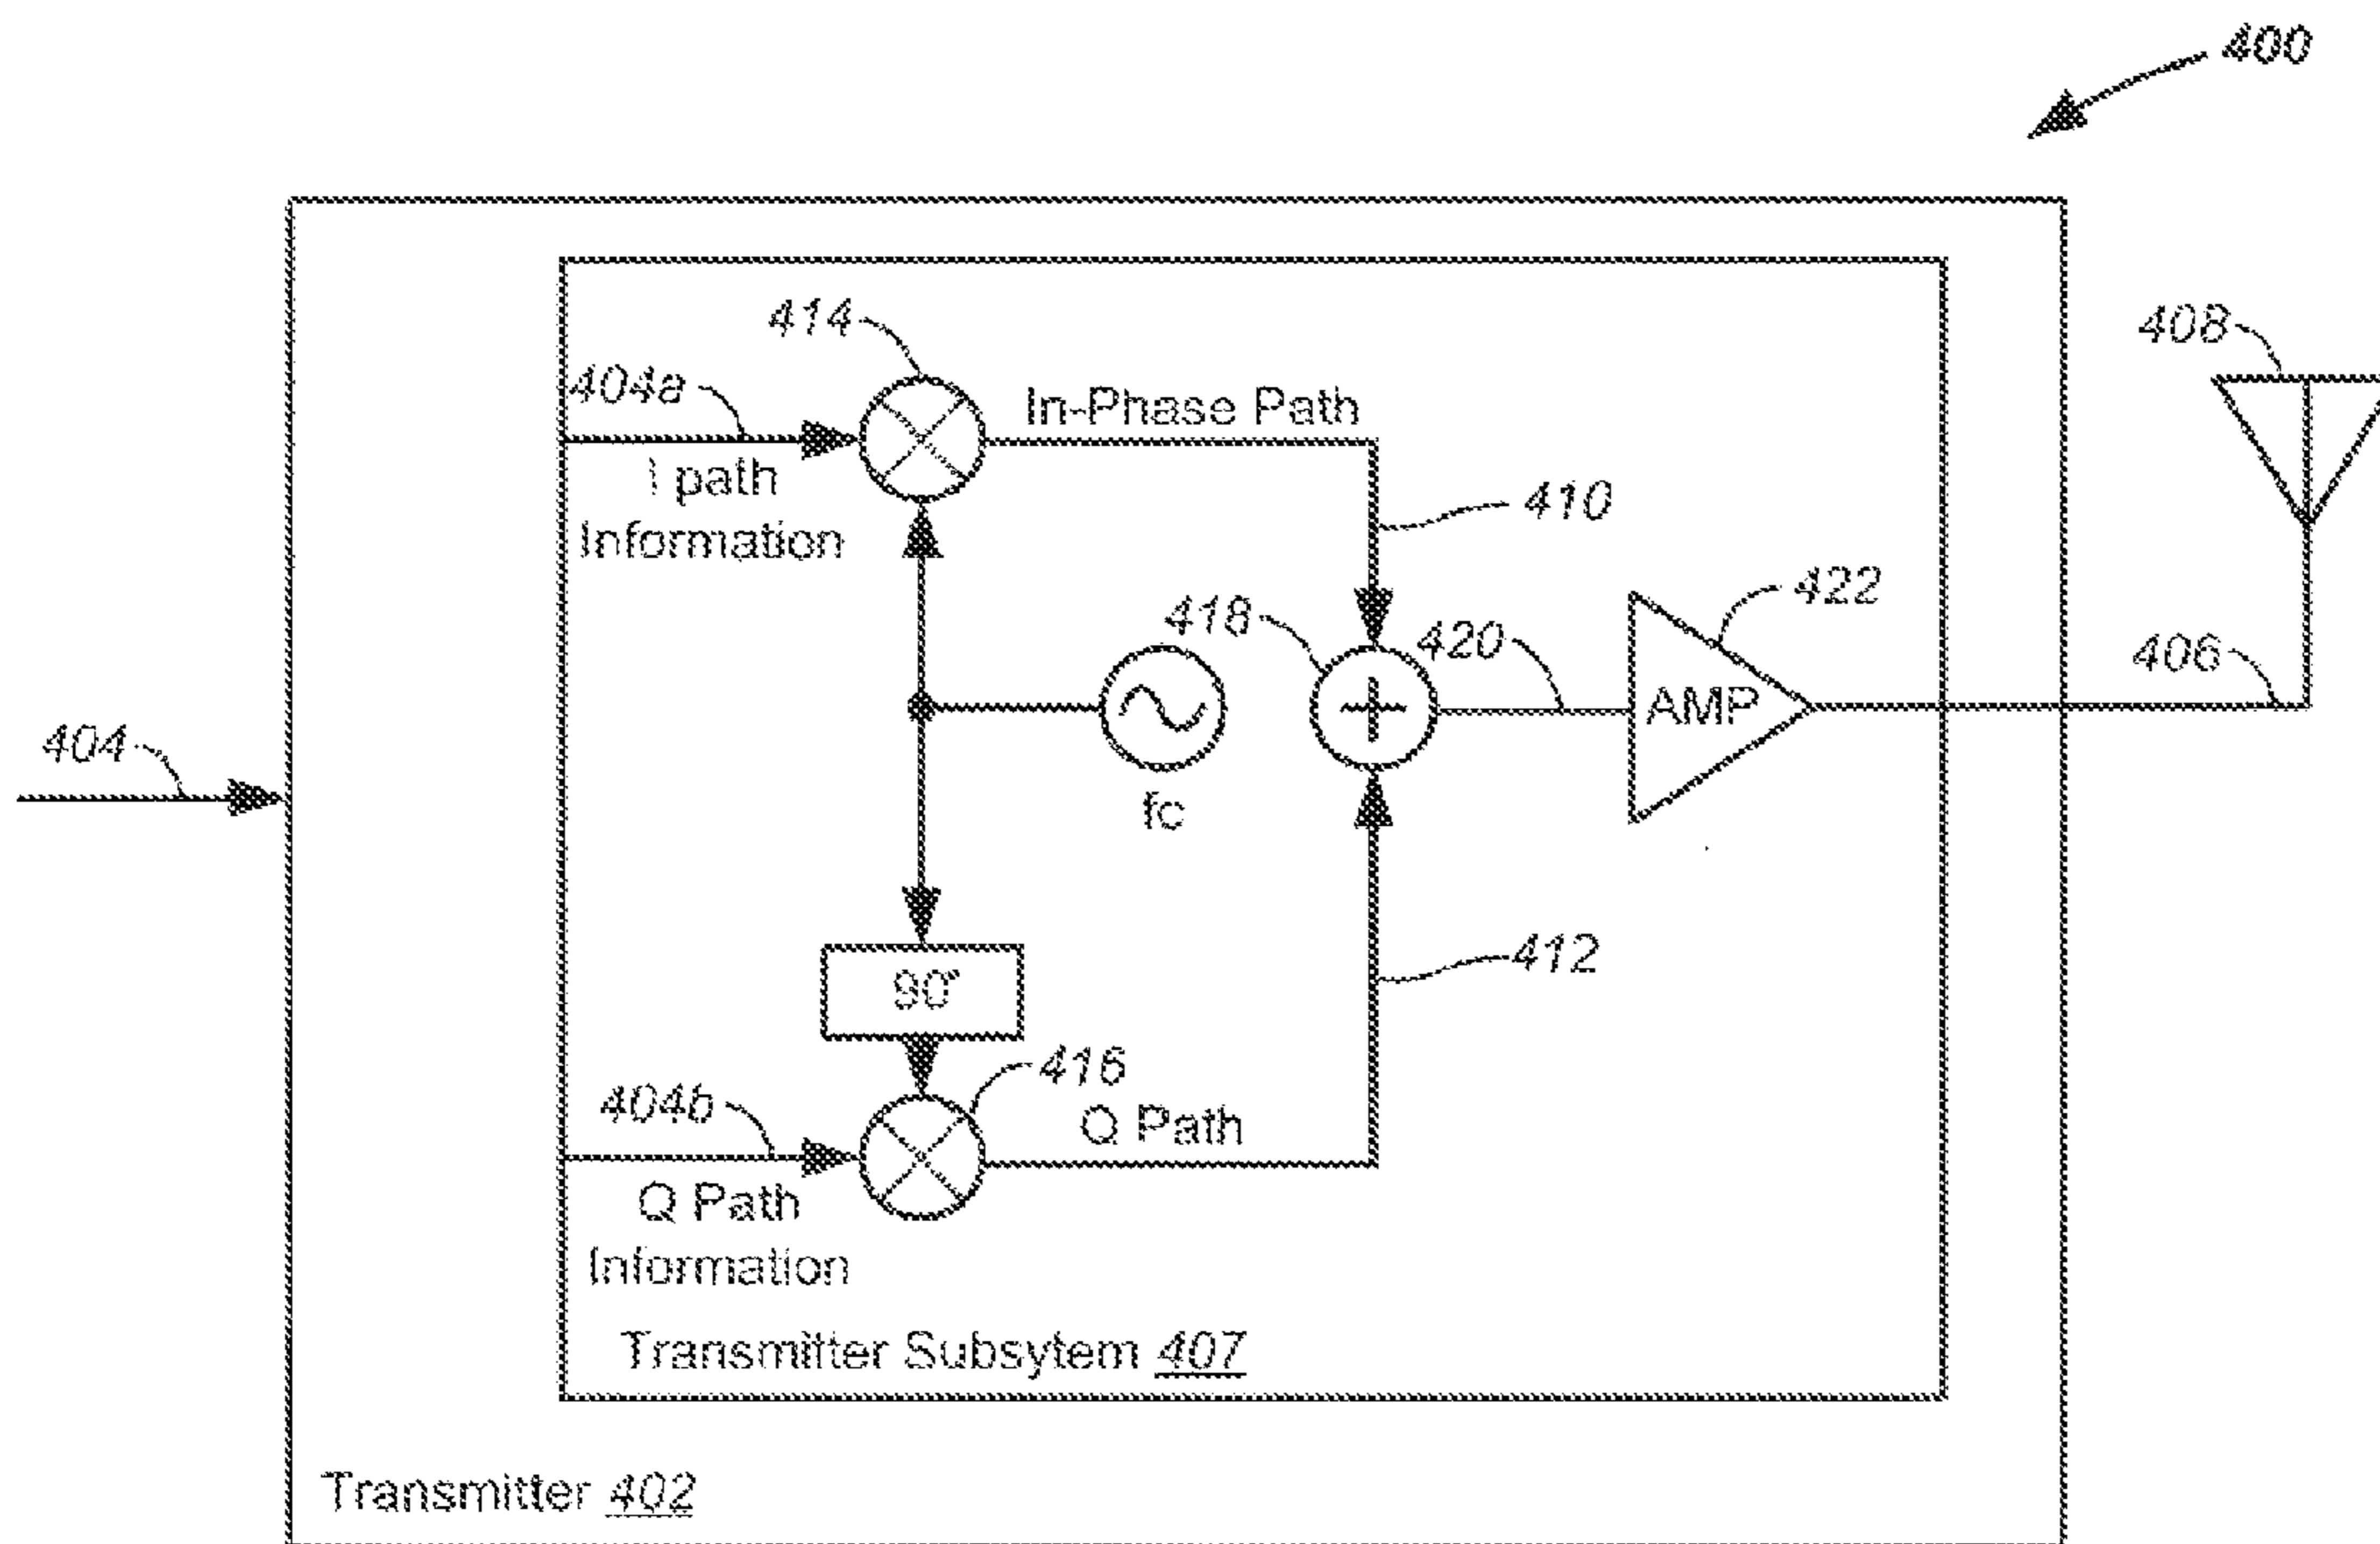 400
414
408
404a
In-Phase Path
I path
Information
410
422
418
420
406
AMP
404
fc
412
90°
416
404b
Q Path
Q Path
Information
Transmitter Subsytem 407
Transmitter 402